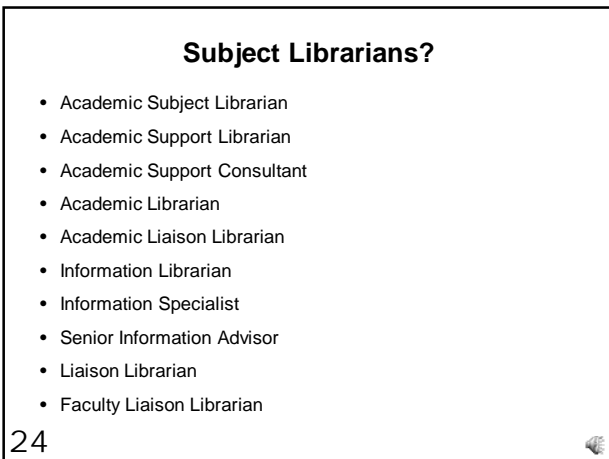 Subject Librarians?
• Academic Subject Librarian
• Academic Support Librarian
• Academic Support Consultant
• Academic Librarian
• Academic Liaison Librarian
• Information Librarian
• Information Specialist
• Senior Information Advisor
• Liaison Librarian
• Faculty Liaison Librarian
24